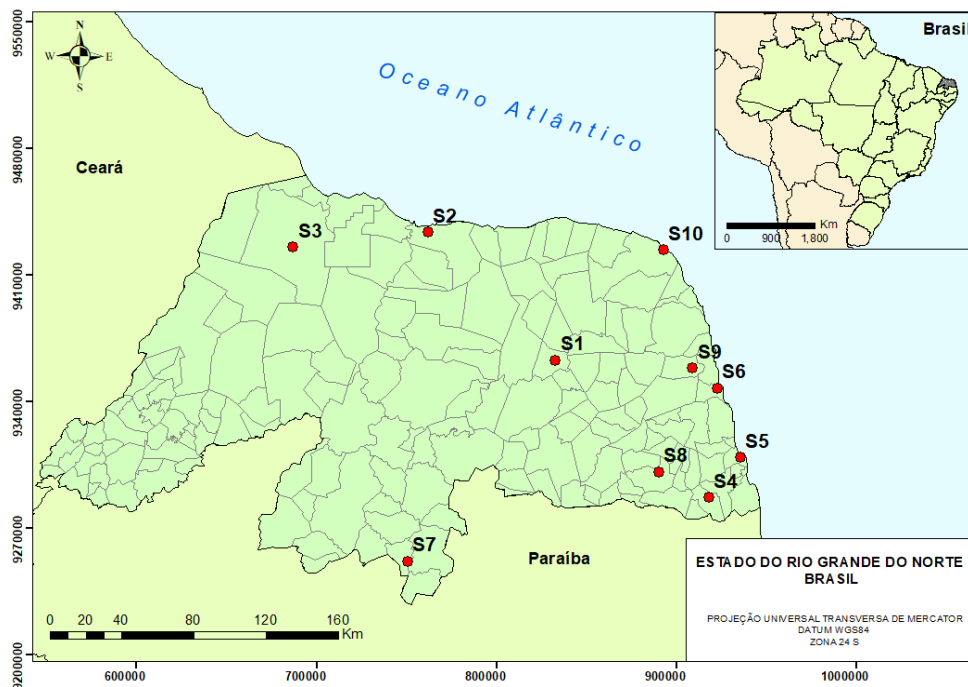 9550000
9480000
9410000
9340000
9270000
9200000
N
W E
S
Oceano Atlântico
Ceará
Brasil
Km
0 900 1,800
S3
S2
S10
S1
S9
S6
S5
S8
S4
S7
Paraíba
0 20 40 80 120 160
Km
ESTADO DO RIO GRANDE DO NORTE
BRASIL
PROJEÇÃO UNIVERSAL TRANSVERSA DE MERCATOR
DATUM WGS84
ZONA 24 S
600000 700000 800000 900000 1000000